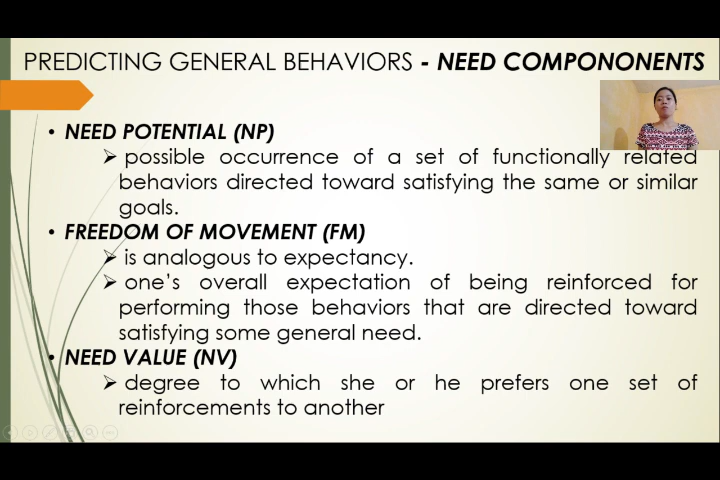 PREDICTING GENERAL BEHAVIORS - NEED COMPONONENTS
• NEED POTENTIAL (NP)
➢ possible occurrence of a set of functionally related
behaviors directed toward satisfying the same or similar
goals.
• FREEDOM OF MOVEMENT (FM)
➢ is analogous to expectancy.
➢ one's overall expectation of being reinforced for
performing those behaviors that are directed toward
satisfying some general need.
• NEED VALUE (NV)
➢ degree to which she or he prefers one set of
reinforcements to another